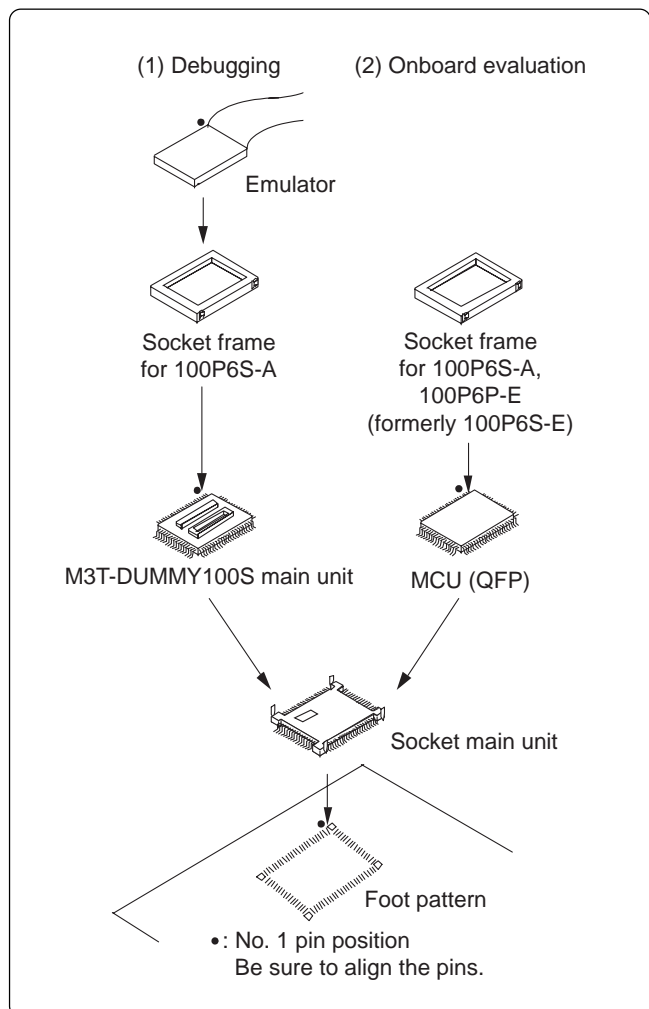 (1) Debugging
(2) Onboard evaluation
Emulator
Socket frame
for 100P6S-A
Socket frame
for 100P6S-A,
100P6P-E
(formerly 100P6S-E)
M3T-DUMMY100S main unit
MCU (QFP)
Socket main unit
Foot pattern
•: No. 1 pin position
Be sure to align the pins.